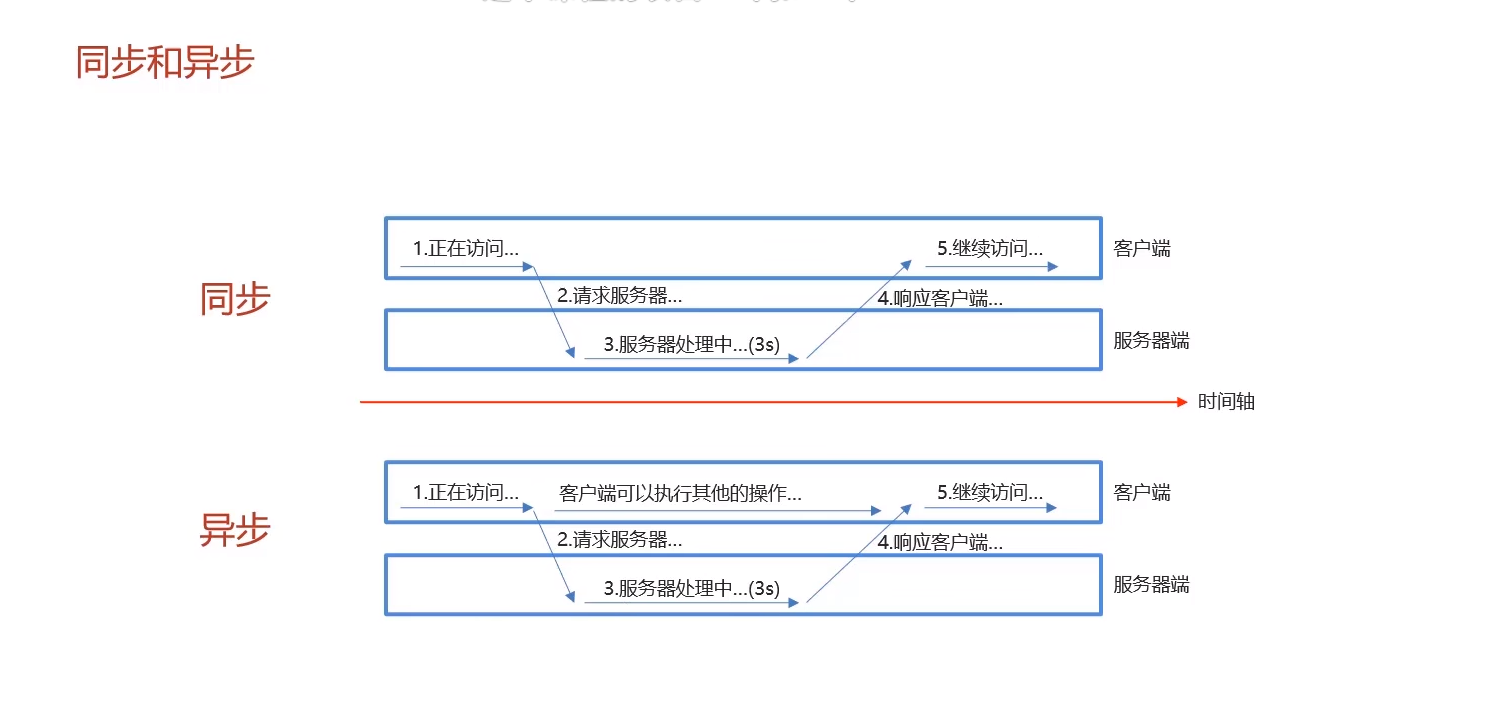 同步和异步
1.正在访问...
5.继续访问...
客户端
同步
2.请求服务器...
4.响应客户端...
3.服务器处理中...(3s)
服务器端
时间轴
1.正在访问...
客户端可以执行其他的操作...
5.继续访问...
客户端
异步
2.请求服务器...
4.响应客户端...
3.服务器处理中...(3s)
服务器端